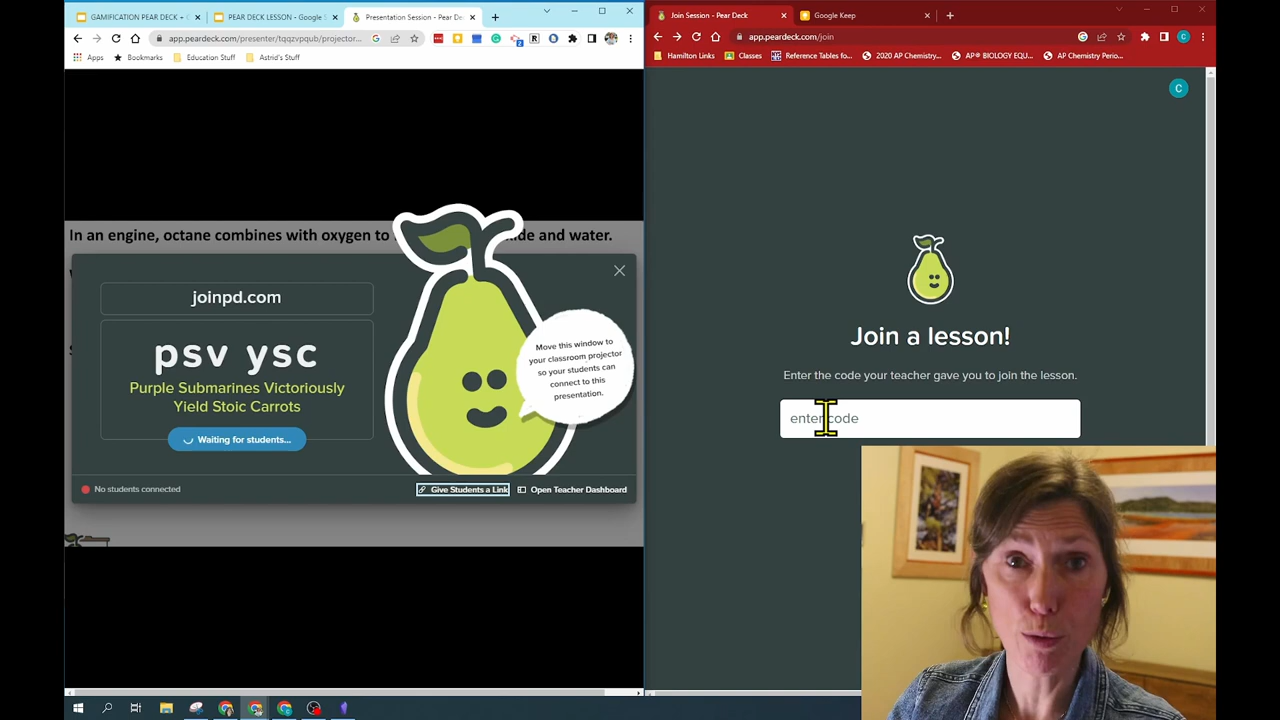 GAMIFICATION PEAR DECK + G
PEAR DECK LESSON - Google S
Presentation Session - Pear De
app.peardeck.com/presenter/tqqzvpqub/projector...
Apps
Bookmarks
Education Stuff
Astrid's Stuff
In an engine, octane combines with oxygen to
and water.
joinpd.com
psv ysc
Purple Submarines Victoriously
Yield Stoic Carrots
Waiting for students...
Move this window to
your classroom projector
so your students can
connect to this
presentation.
No students connected
Give Students a Link
Open Teacher Dashboard
Join Session - Pear Deck
Google Keep
app.peardeck.com/join
Hamilton Links
Classes
Reference Tables fo...
2020 AP Chemistry...
AP® BIOLOGY EQU...
AP Chemistry Perio...
C
C
Join a lesson!
Enter the code your teacher gave you to join the lesson.
enter code